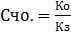 Счо. = Ко/Кз